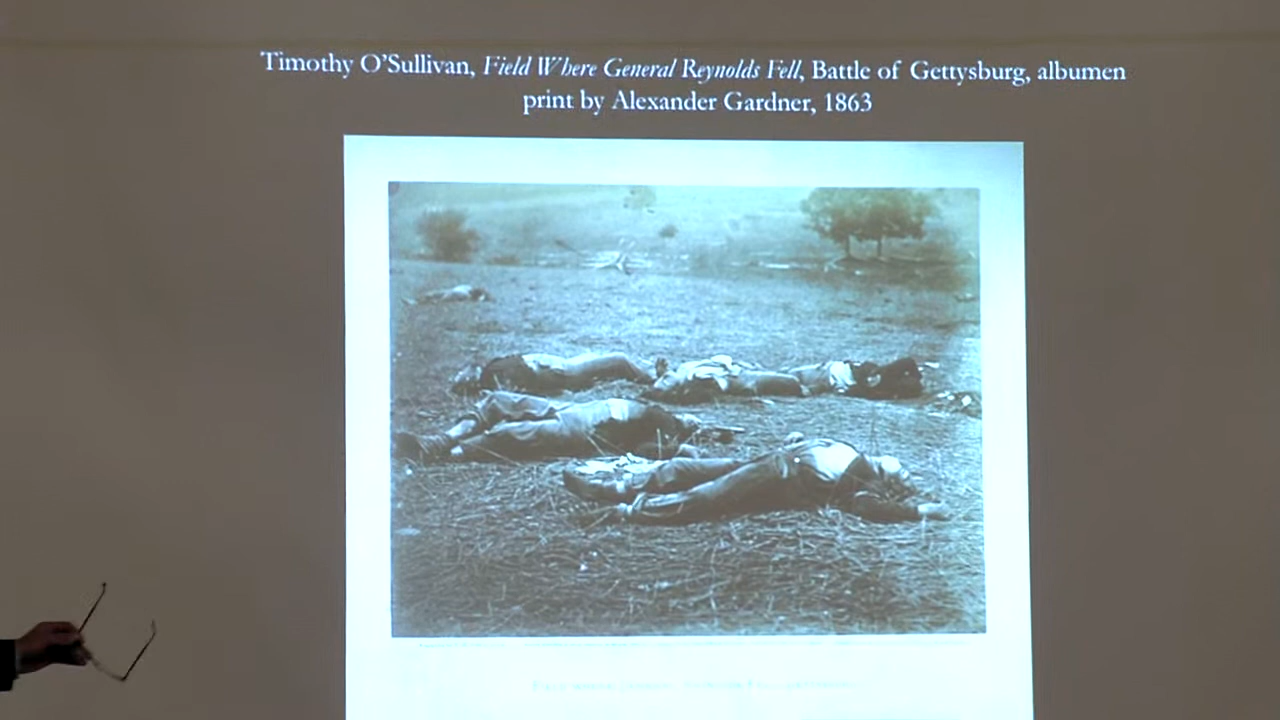 Timothy O'Sullivan, Field Where General Reynolds Fell, Battle of Gettysburg, albumen
print by Alexander Gardner, 1863